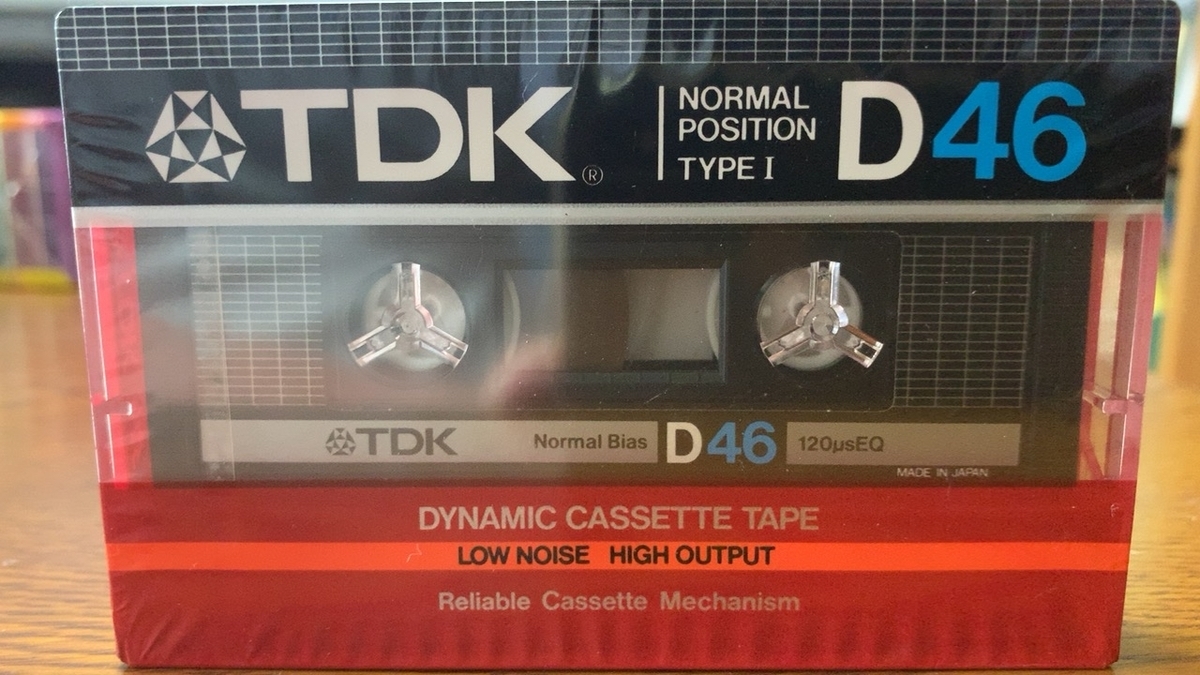 TDK ® NORMAL POSITION TYPE I D46
TDK Normal Bias D46 120µsEQ
MADE IN JAPAN
DYNAMIC CASSETTE TAPE
LOW NOISE HIGH OUTPUT
Reliable Cassette Mechanism